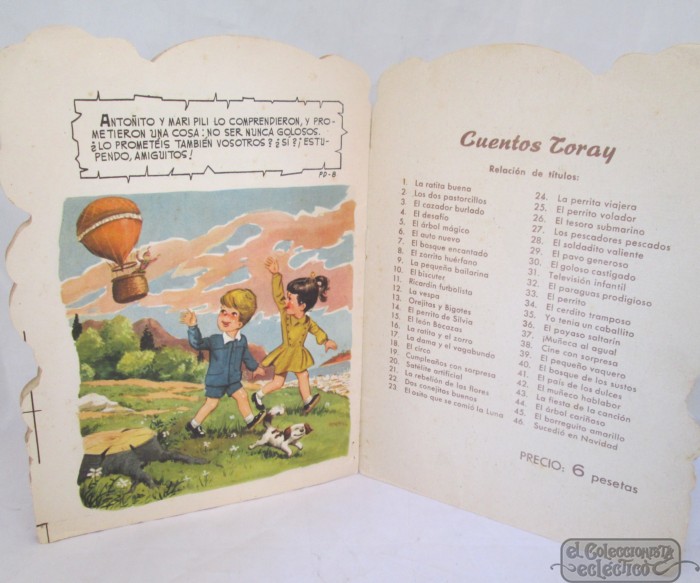 ANTOÑITO Y MARI PILI LO COMPRENDIERON, Y PRO-
METIERON UNA COSA: NO SER NUNCA GOLOSOS.
¿LO PROMETÉIS TAMBIÉN VOSOTROS? ¿SÍ? ¡ESTU-
PENDO, AMIGUITOS!
PD-8
Cuentos Toray
Relación de títulos:
1. La ratita buena
2. Los dos pastorcillos
3. El cazador burlado
4. El desafío
5. El árbol mágico
6. El auto nuevo
7. El bosque encantado
8. El zorrito huérfano
9. La pequeña bailarina
10. El biscuter
11. Ricardín futbolista
12. La vespa
13. Orejitas y Bigotes
14. El perrito de Silvia
15. El león Bocazas
16. La ratita y el zorro
17. La dama y el vagabundo
18. El circo
19. Cumpleaños con sorpresa
20. Satélite artificial
21. La rebelión de las flores
22. Dos conejitos buenos
23. El osito que se comió la Luna
24. La perrita viajera
25. El perrito volador
26. El tesoro submarino
27. Los pescadores pescados
28. El soldadito valiente
29. El pavo generoso
30. El goloso castigado
31. Televisión infantil
32. El paraguas prodigioso
33. El perrito
34. El cerdito tramposo
35. Yo tenía un caballito
36. El payaso saltarín
37. ¡Muñeca al agua!
38. Cine con sorpresa
39. El pequeño vaquero
40. El bosque de los sustos
41. El país de los dulces
42. El muñeco hablador
43. La fiesta de la canción
44. El árbol cariñoso
45. El borreguito amarillo
46. Sucedió en Navidad
PRECIO: 6 pesetas
el Coleccionista
ecléctico